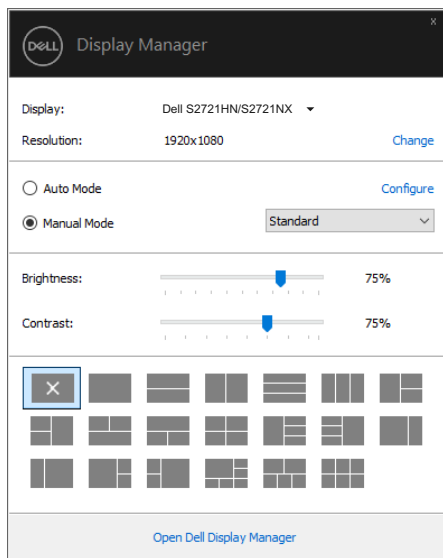 x
DELL Display Manager
Display: Dell S2721HN/S2721NX
Resolution: 1920x1080 Change
Auto Mode Configure
Manual Mode Standard
Brightness: 75%
Contrast: 75%
Open Dell Display Manager